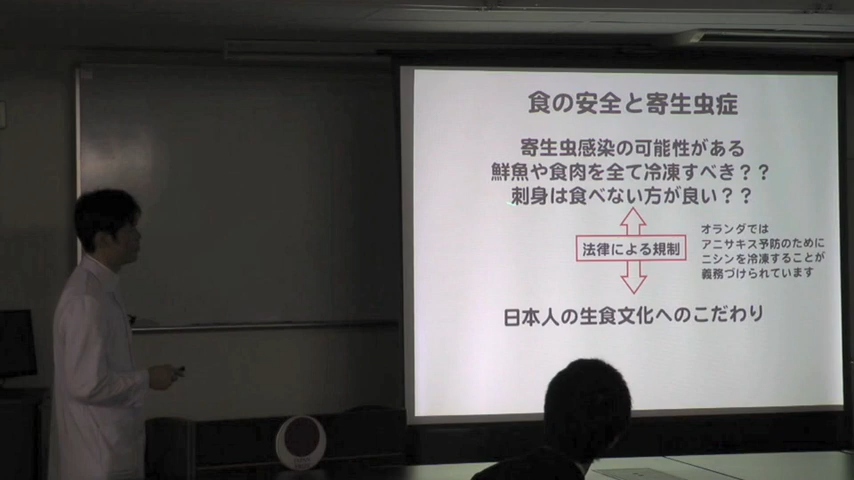 食の安全と寄生虫症
寄生虫感染の可能性がある
鮮魚や食肉を全て冷凍すべき？？
刺身は食べない方が良い？？
法律による規制
オランダでは
アニサキス予防のために
ニシンを冷凍することが
義務づけられています
日本人の生食文化へのこだわり